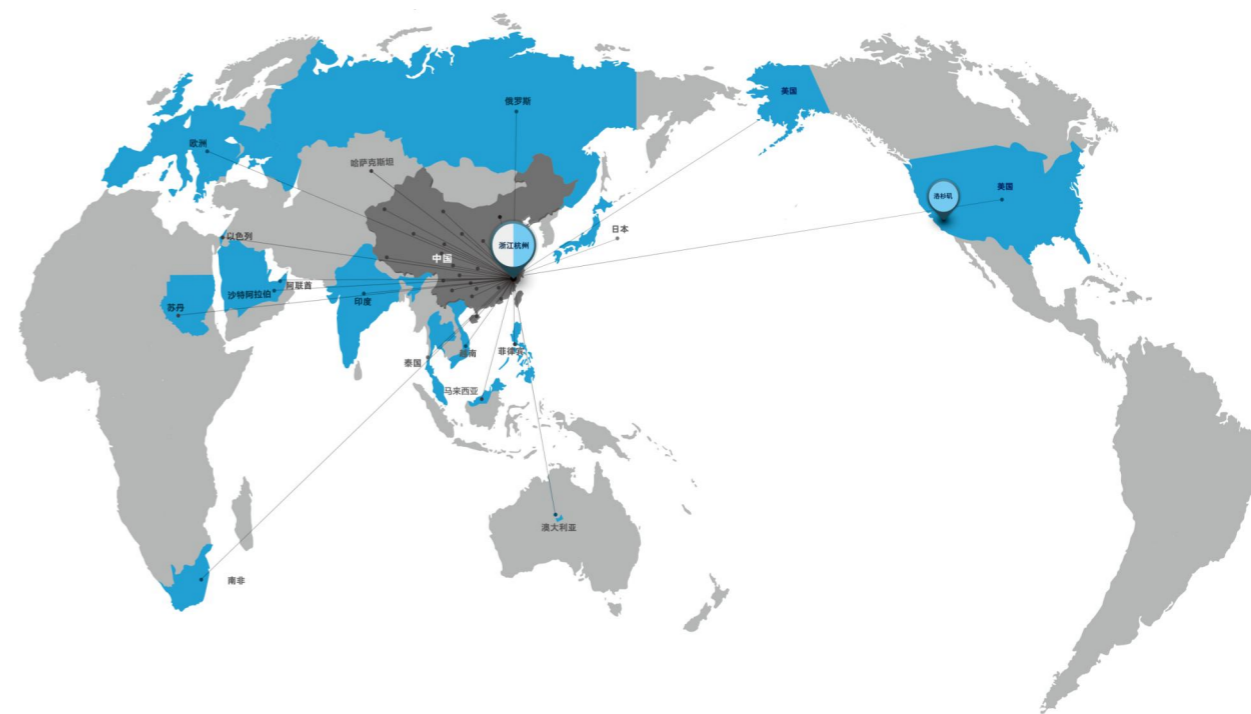 美国
俄罗斯
欧洲
哈萨克斯坦
美国
洛杉矶
日本
以色列
浙江杭州
中国
阿联酋
沙特阿拉伯
印度
苏丹
泰国
越南
菲律宾
马来西亚
澳大利亚
南非